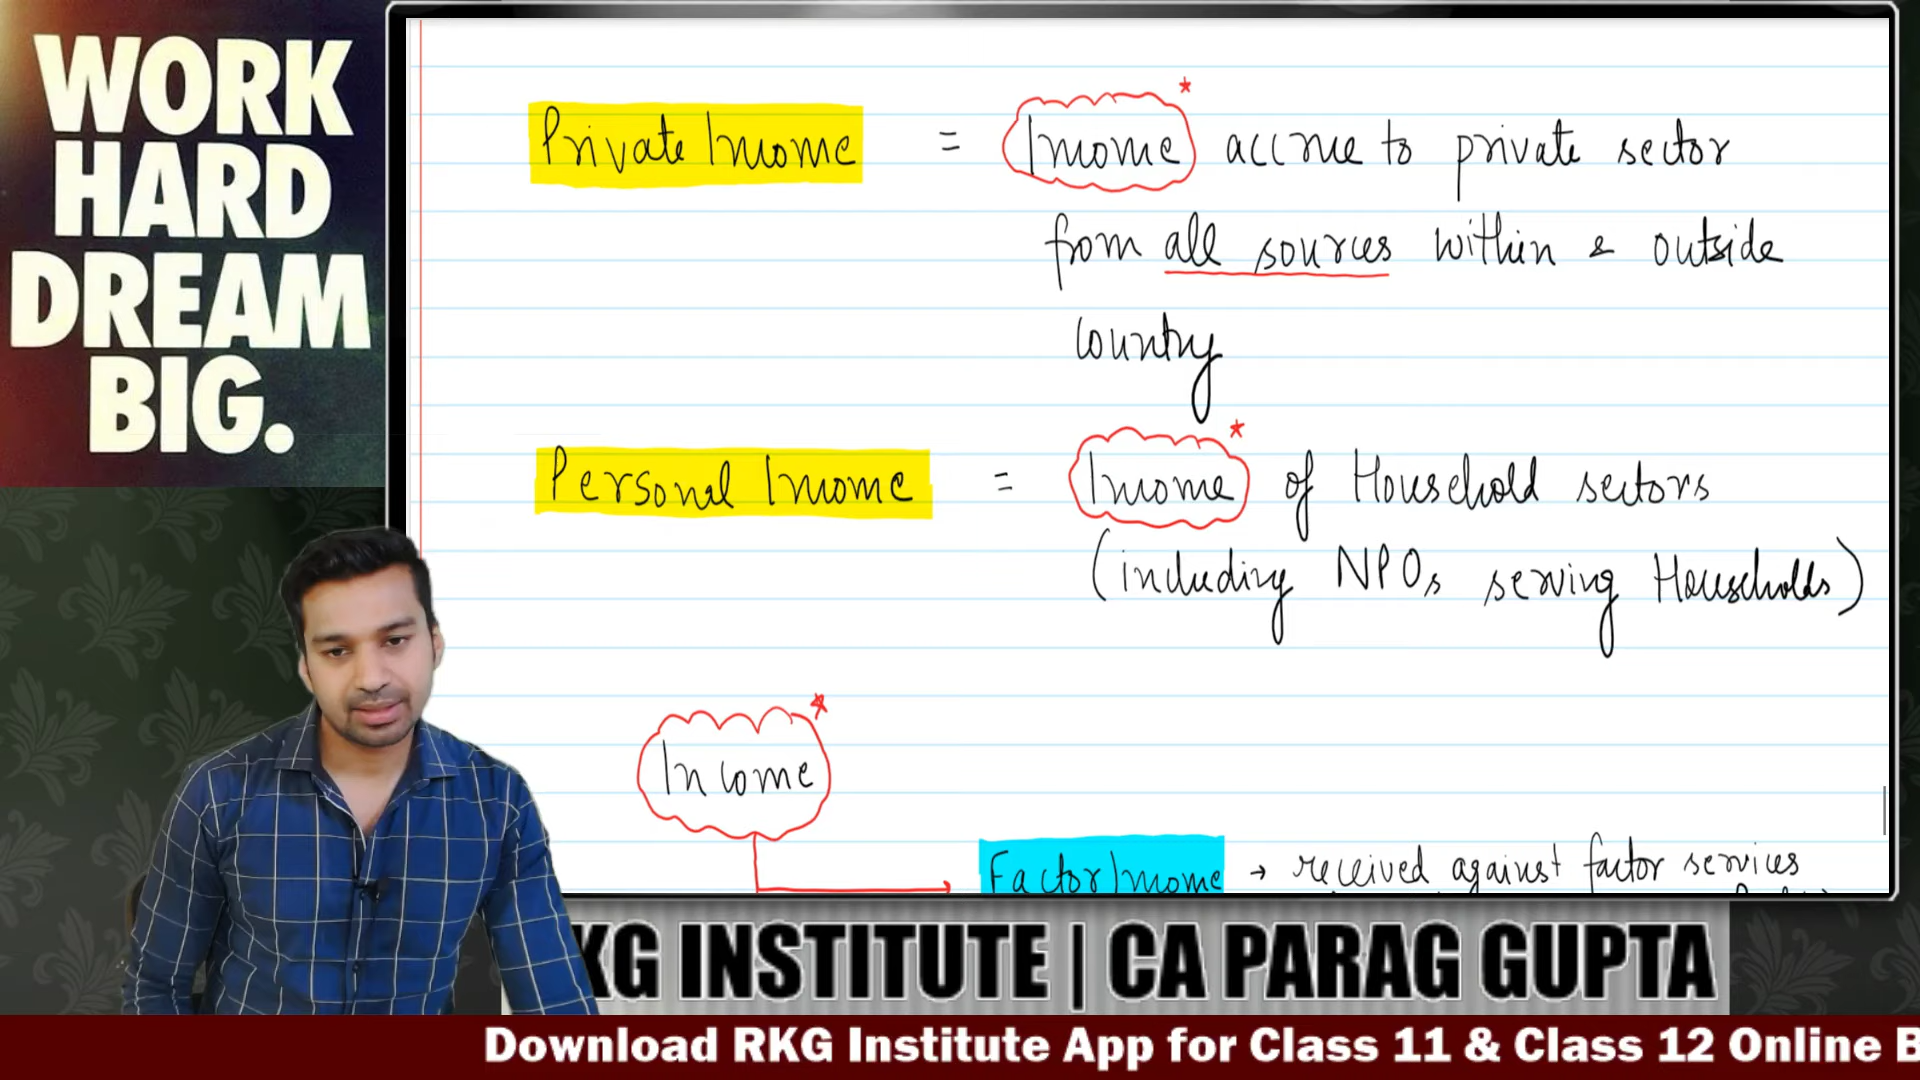 WORK
HARD
DREAM
BIG.
Private Income = Income* accrue to private sector
from all sources within & outside
country
Personal Income = Income* of Household sectors
(including NPOs serving Households)
Income*
Factor Income → received against factor services
KG INSTITUTE | CA PARAG GUPTA
Download RKG Institute App for Class 11 & Class 12 Online B